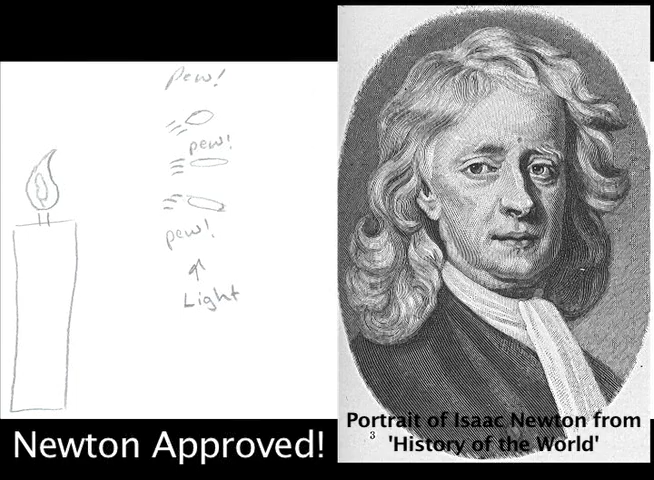 Pew!
pew!
pew!
Light
Newton Approved!
Portrait of Isaac Newton from
3
'History of the World'